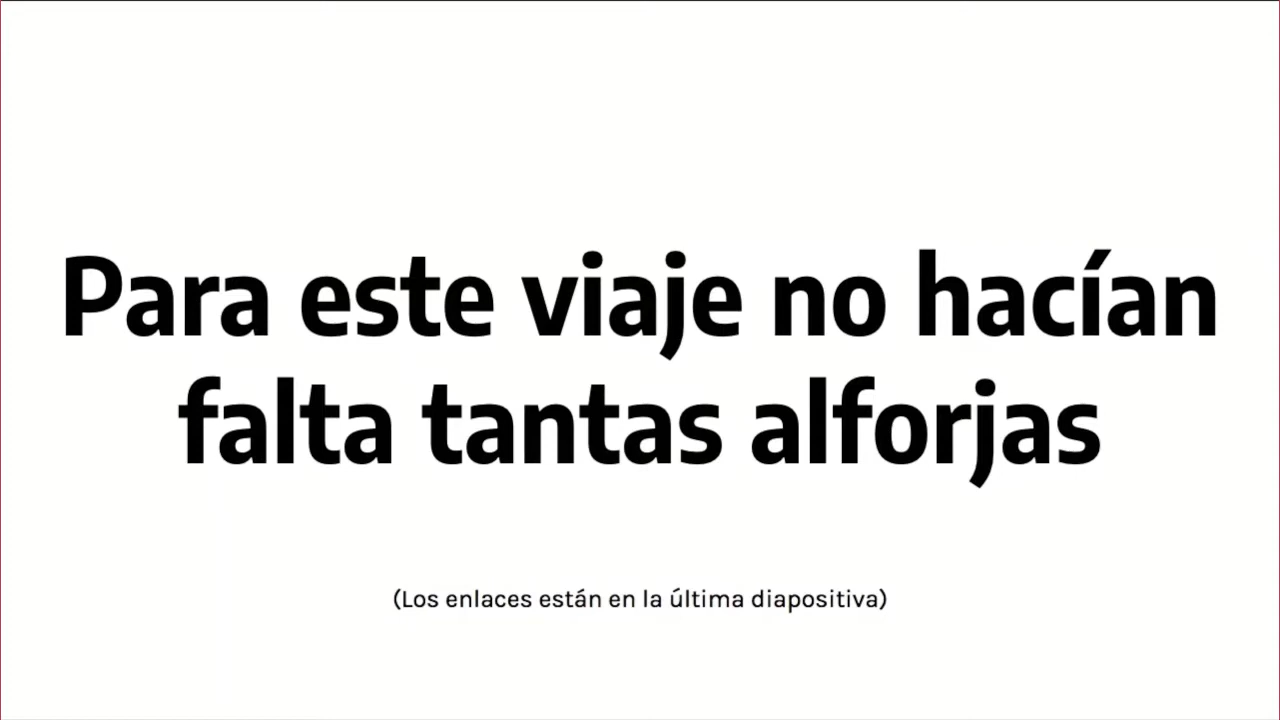 Para este viaje no hacían
falta tantas alforjas
(Los enlaces están en la última diapositiva)